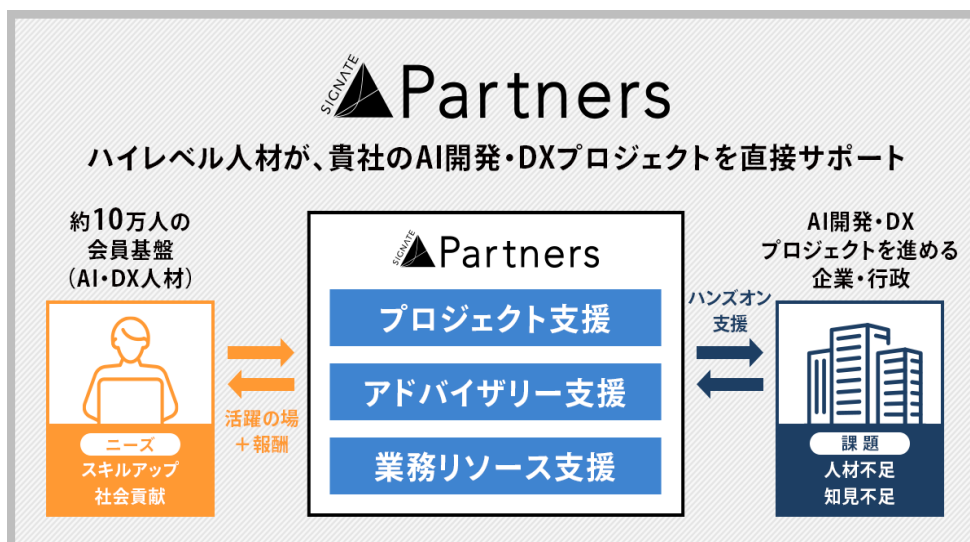 SIGNATE Partners
ハイレベル人材が、貴社のAI開発・DXプロジェクトを直接サポート
約10万人の
会員基盤
（AI・DX人材）
ニーズ
スキルアップ
社会貢献
活躍の場
＋報酬
SIGNATE Partners
プロジェクト支援
アドバイザリー支援
業務リソース支援
ハンズオン
支援
AI開発・DX
プロジェクトを進める
企業・行政
課題
人材不足
知見不足